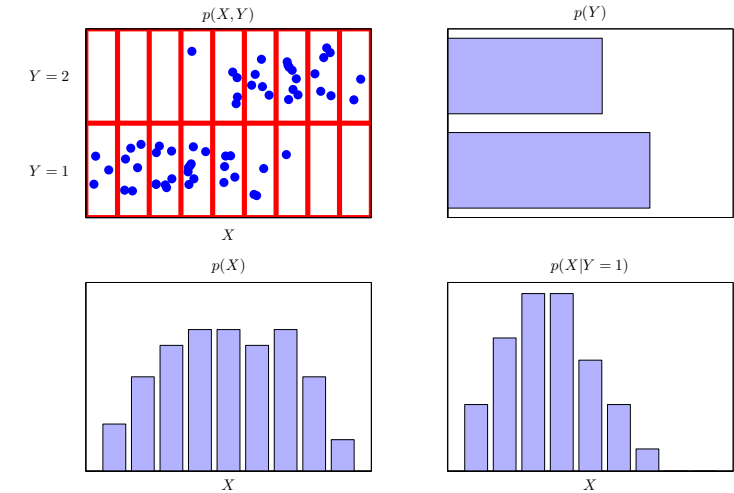 p(X, Y)
p(Y)
Y = 2
Y = 1
X
p(X)
p(X|Y = 1)
X
X